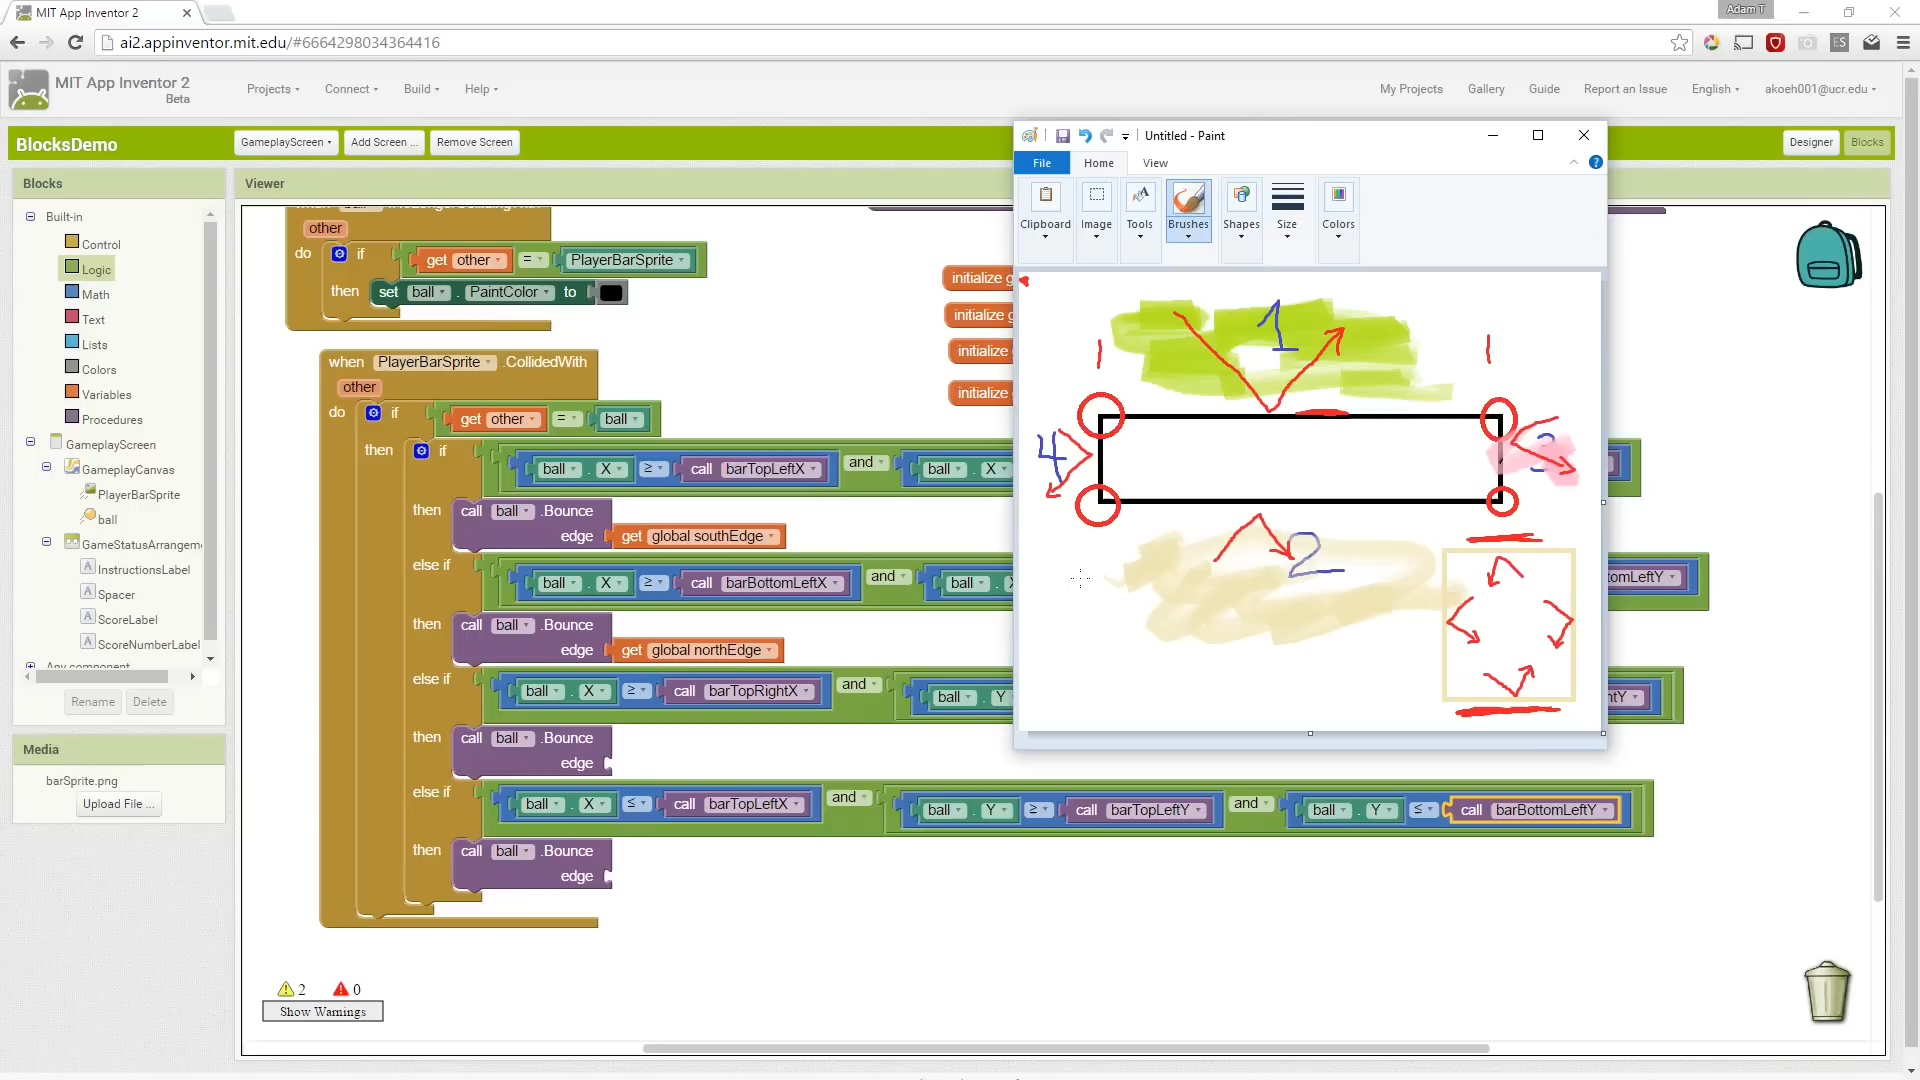 MIT App Inventor 2
Adam T
ai2.appinventor.mit.edu/#6664298034364416
ES
MIT App Inventor 2
Beta
Projects
Connect
Build
Help
My Projects
Gallery
Guide
Report an Issue
English
akoeh001@ucr.edu
BlocksDemo
GameplayScreen
Add Screen ...
Remove Screen
Designer
Blocks
Blocks
Built-in
Control
Logic
Math
Text
Lists
Colors
Variables
Procedures
GameplayScreen
GameplayCanvas
PlayerBarSprite
ball
GameStatusArrangeme
InstructionsLabel
Spacer
ScoreLabel
ScoreNumberLabel
Any component
Rename
Delete
Media
barSprite.png
Upload File ...
Viewer
other
do if get other = PlayerBarSprite
then set ball . PaintColor to
when PlayerBarSprite .CollidedWith
other
do if get other = ball
then if ball . X ≥ call barTopLeftX and ball . X
then call ball .Bounce
edge get global southEdge
else if ball . X ≥ call barBottomLeftX and ball . X
omLeftY
then call ball .Bounce
edge get global northEdge
else if ball . X ≥ call barTopRightX and ball . Y
tY
then call ball .Bounce
edge
else if ball . X ≤ call barTopLeftX and ball . Y ≥ call barTopLeftY and ball . Y ≤ call barBottomLeftY
then call ball .Bounce
edge
initialize g
initialize g
initialize g
initialize g
2 0
Show Warnings
Untitled - Paint
File Home View
Clipboard
Image
Tools
Brushes
Shapes
Size
Colors
1
4
3
2